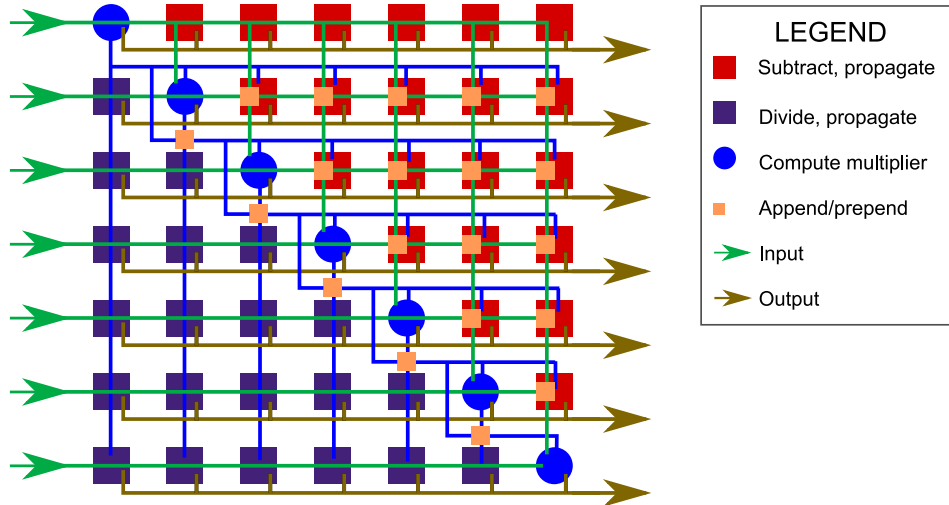 LEGEND
Subtract, propagate
Divide, propagate
Compute multiplier
Append/prepend
Input
Output